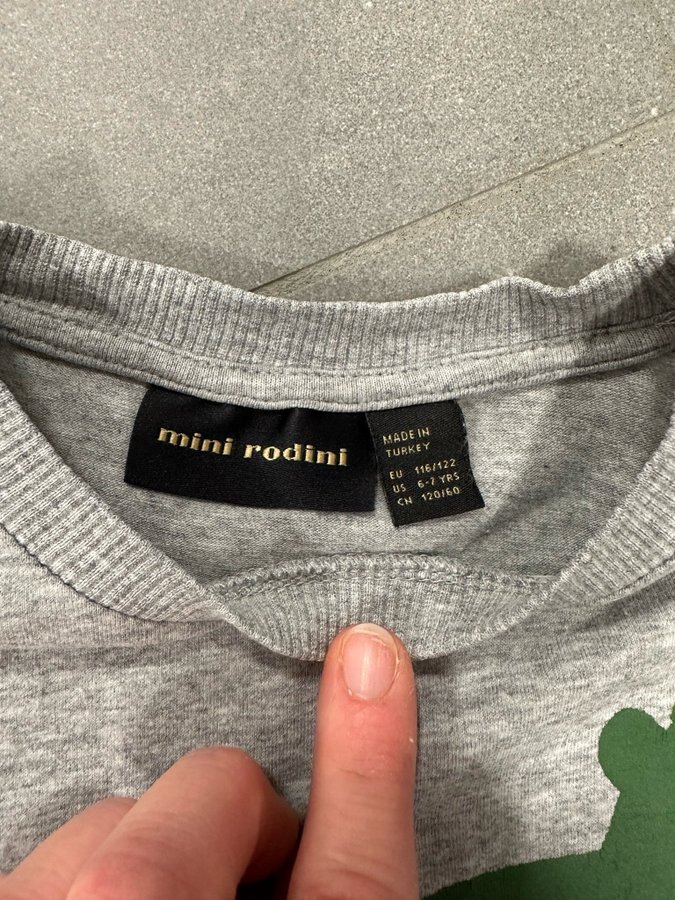 mini rodini
MADE IN
TURKEY
EU 116/122
US 6-7 YRS
CN 120/60